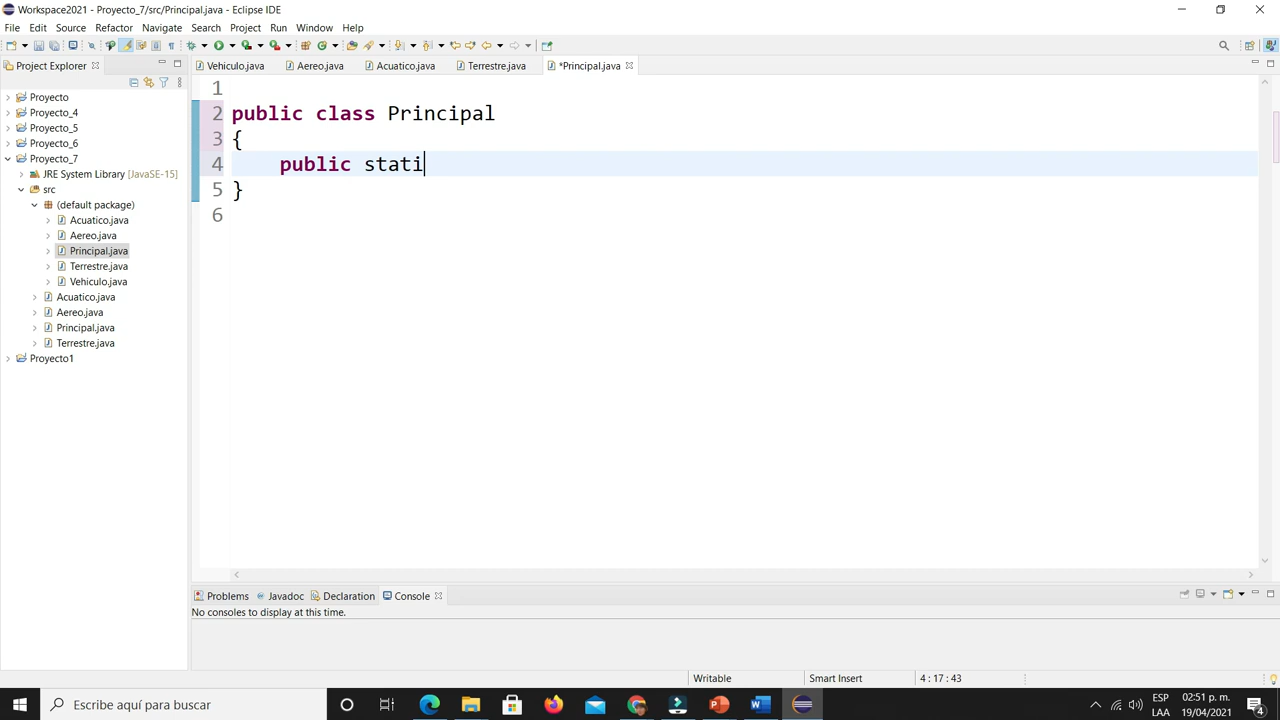 Workspace2021 - Proyecto_7/src/Principal.java - Eclipse IDE
File Edit Source Refactor Navigate Search Project Run Window Help
Project Explorer
Vehiculo.java Aereo.java Acuatico.java Terrestre.java *Principal.java
Proyecto
Proyecto_4
Proyecto_5
Proyecto_6
Proyecto_7
JRE System Library [JavaSE-15]
src
(default package)
Acuatico.java
Aereo.java
Principal.java
Terrestre.java
Vehiculo.java
Acuatico.java
Aereo.java
Principal.java
Terrestre.java
Proyecto1
1
2 public class Principal
3 {
4 public stati
5 }
6
Problems Javadoc Declaration Console
No consoles to display at this time.
Writable Smart Insert 4 : 17 : 43
Escribe aquí para buscar
ESP
LAA
02:51 p. m.
19/04/2021
4